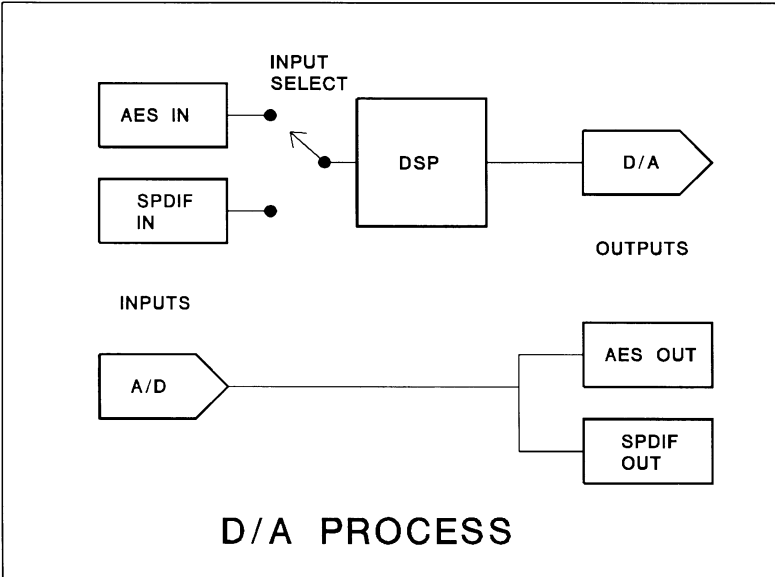 INPUT
SELECT
AES IN
DSP
D/A
SPDIF
IN
OUTPUTS
INPUTS
A/D
AES OUT
SPDIF
OUT
D/A PROCESS